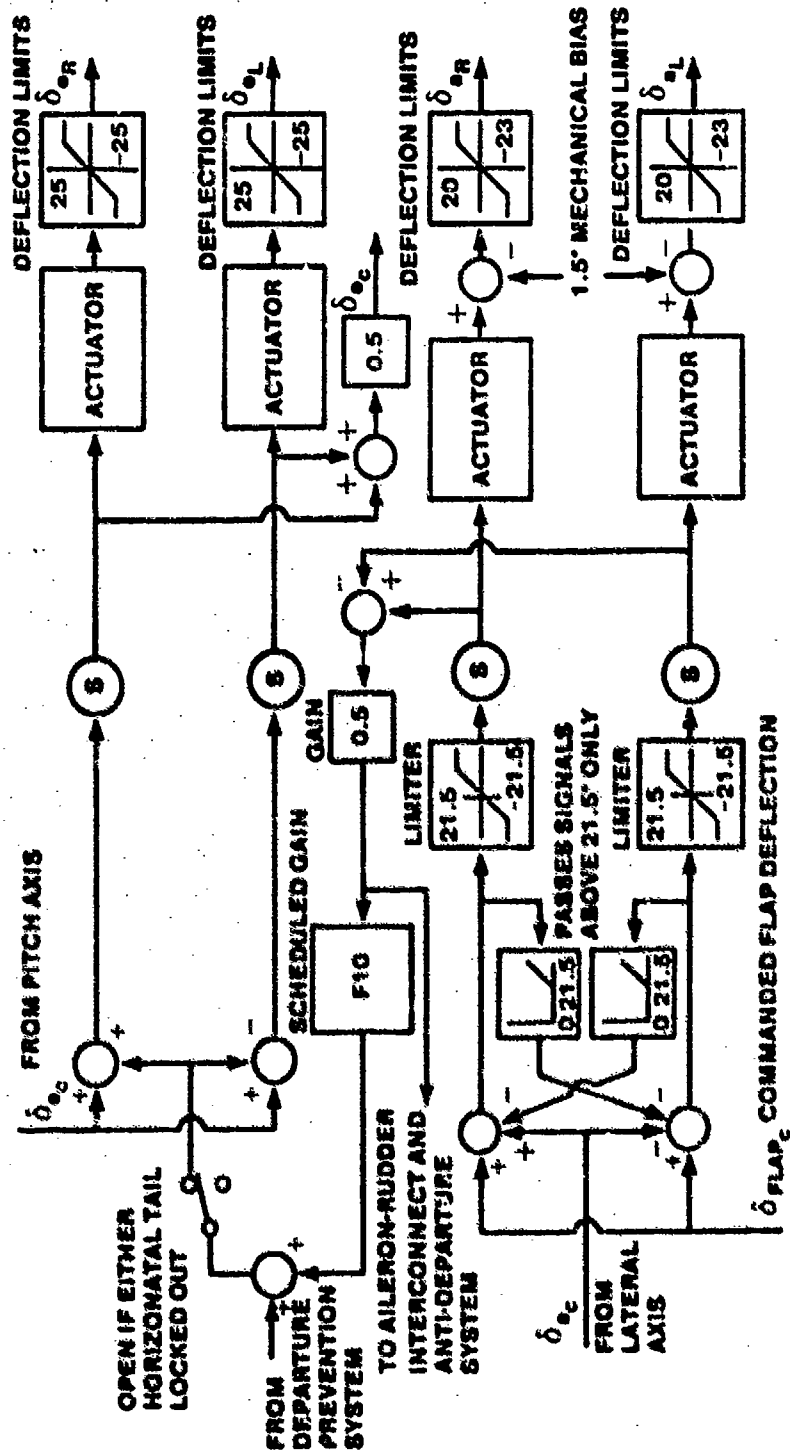 DEFLECTION LIMITS
FROM PITCH AXIS
δeC
+
+
S
ACTUATOR
25
-25
δeR
OPEN IF EITHER
HORIZONATAL TAIL
LOCKED OUT
DEFLECTION LIMITS
+
-
S
ACTUATOR
25
-25
δeL
SCHEDULED GAIN
FROM
DEPARTURE
PREVENTION
SYSTEM
+
+
F10
GAIN
0.5
-
+
+
+
0.5
δeC
TO AILERON-RUDDER
INTERCONNECT AND
ANTI-DEPARTURE
SYSTEM
LIMITER
DEFLECTION LIMITS
+
+
-
21.5
-21.5
S
ACTUATOR
+
-
20
-23
δaR
0 21.5
0 21.5
PASSES SIGNALS
ABOVE 21.5° ONLY
1.5° MECHANICAL BIAS
δaC
FROM
LATERAL
AXIS
LIMITER
DEFLECTION LIMITS
+
-
-
21.5
-21.5
S
ACTUATOR
+
-
20
-23
δaL
δFLAPC COMMANDED FLAP DEFLECTION